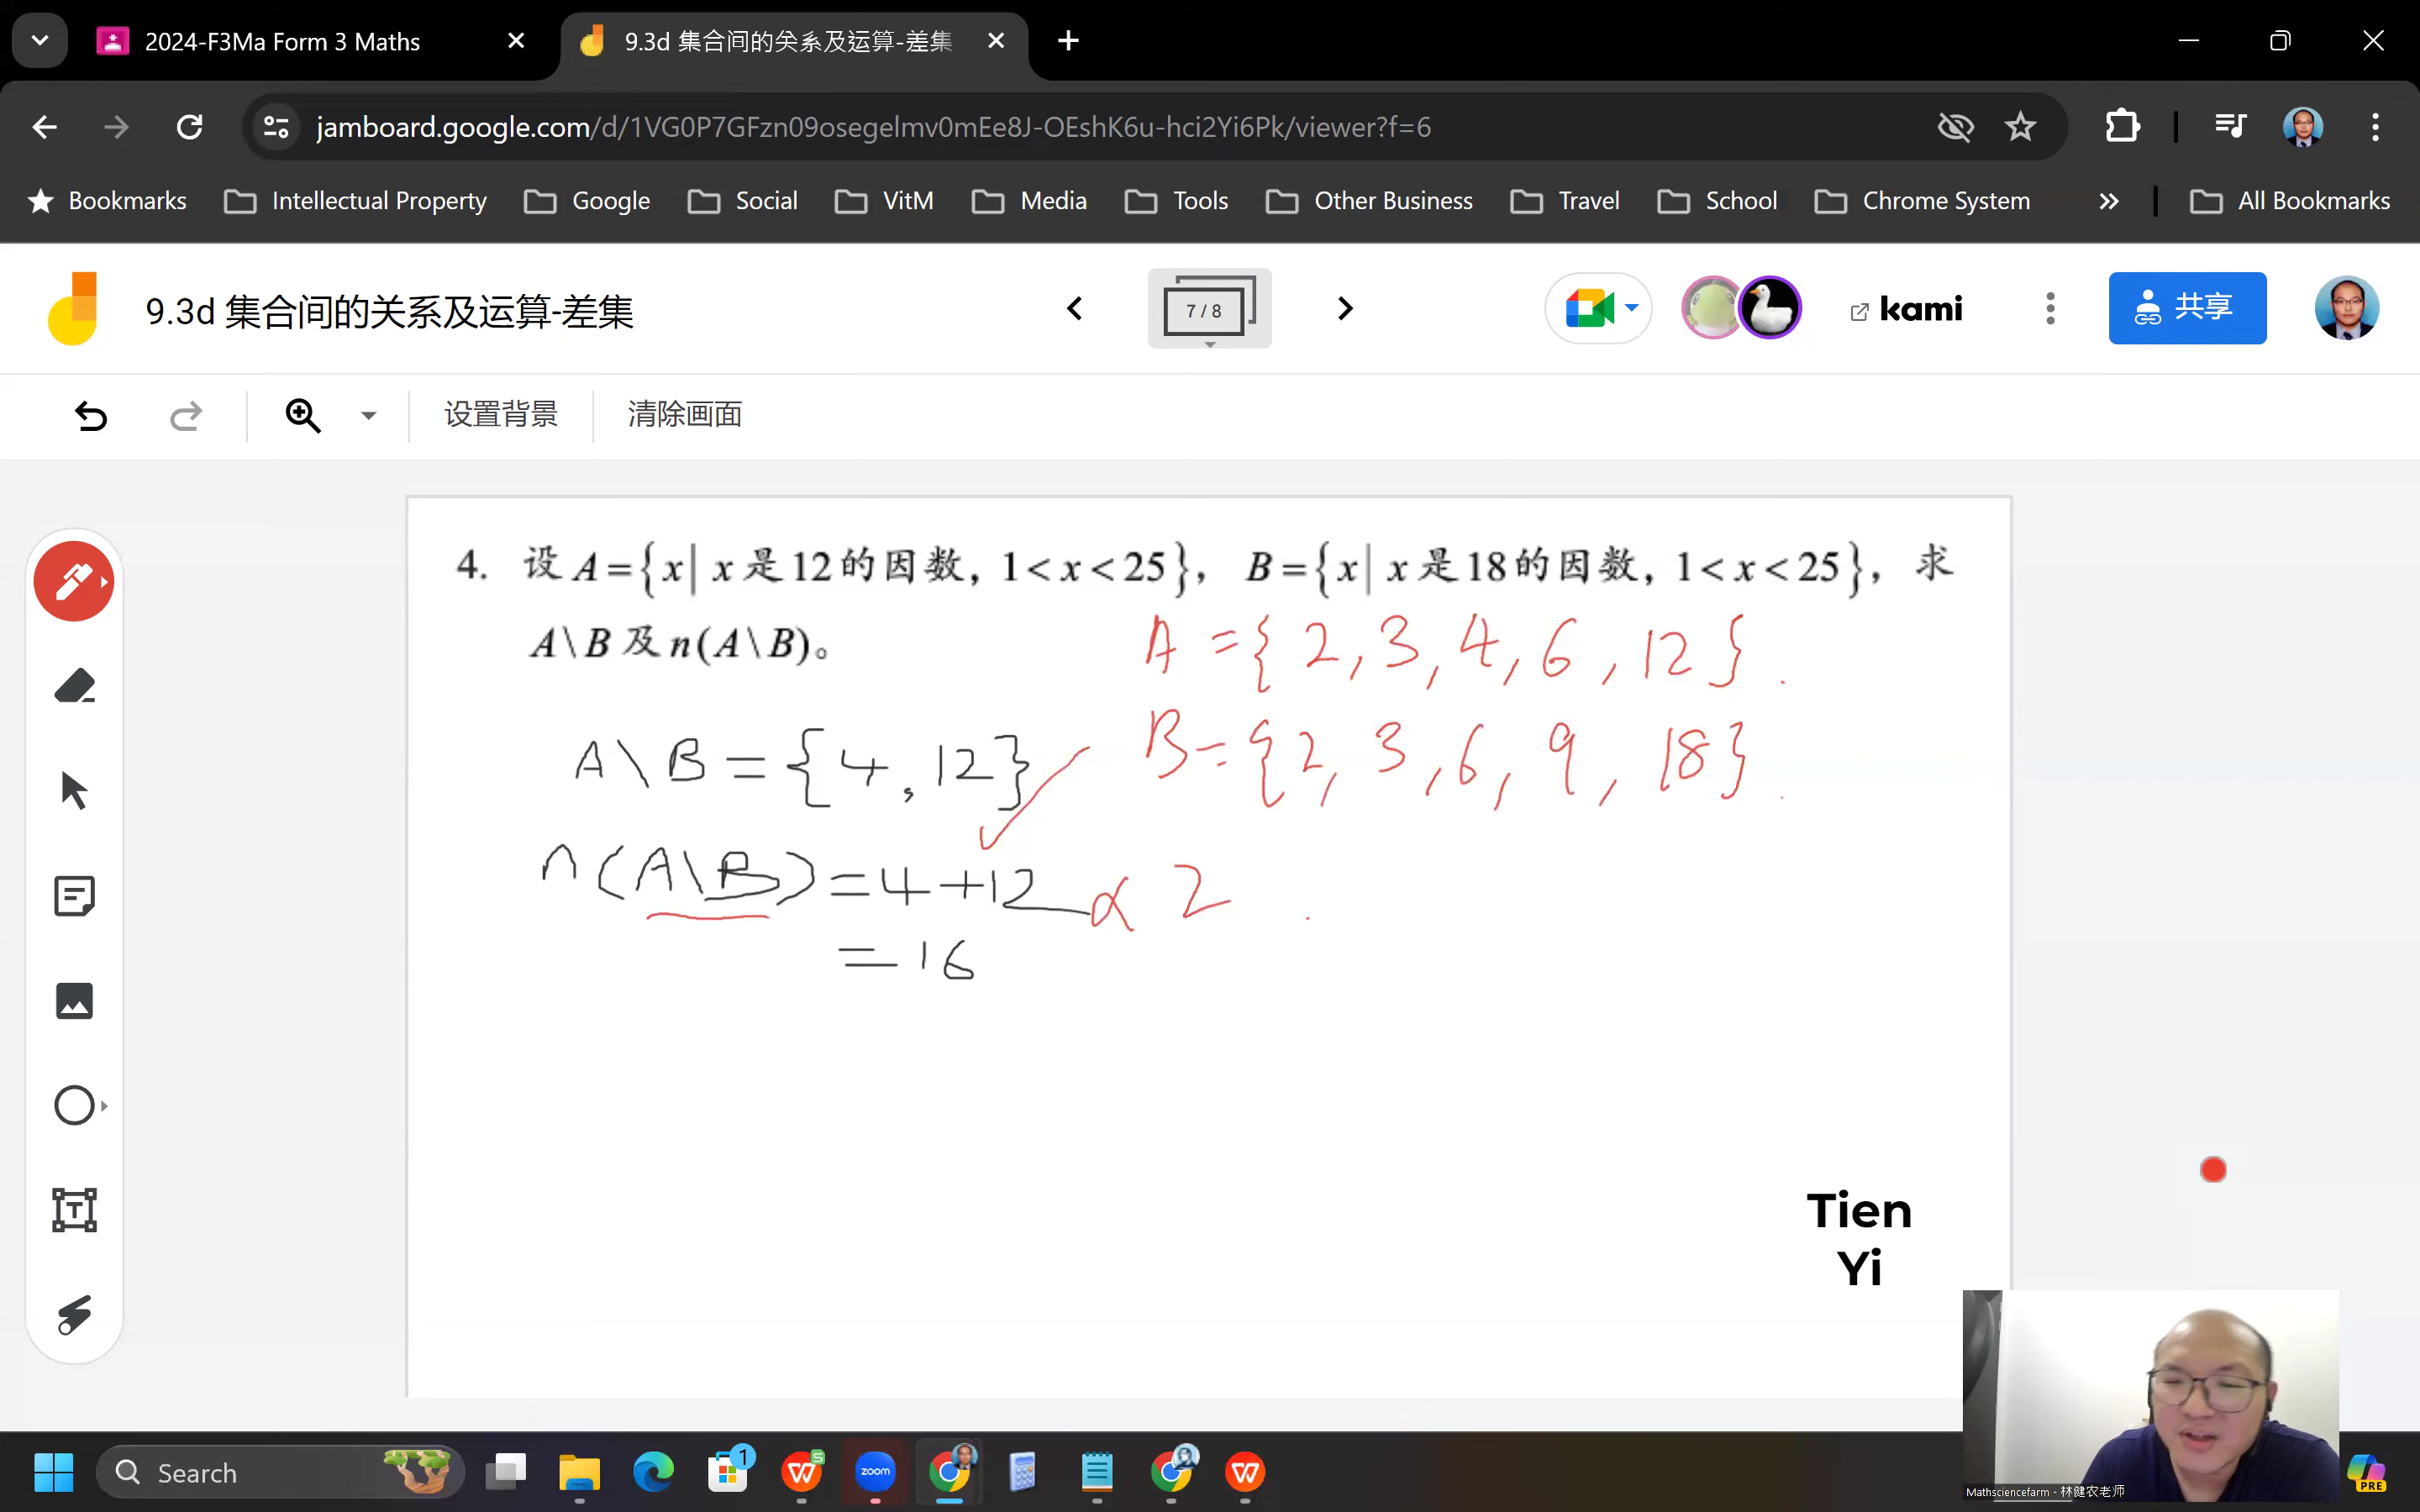 2024-F3Ma Form 3 Maths
9.3d 集合间的关系及运算-差集
jamboard.google.com/d/1VG0P7GFzn09osegelmv0mEe8J-OEshK6u-hci2Yi6Pk/viewer?f=6
Bookmarks Intellectual Property Google Social VitM Media Tools Other Business Travel School Chrome System All Bookmarks
9.3d 集合间的关系及运算-差集
7 / 8
kami
共享
设置背景 清除画面
4. 设 A={x| x 是 12 的因数, 1<x<25}, B={x| x 是 18 的因数, 1<x<25}, 求
A\B 及 n(A\B)。
A = { 2, 3, 4, 6, 12 }.
B = { 2, 3, 6, 9, 18 }.
A\B = {4, 12}
n(A\B) = 4+12 α 2
= 16
Tien
Yi
Mathsciencefarm - 林健农老师
Search
1
S
zoom
PRE